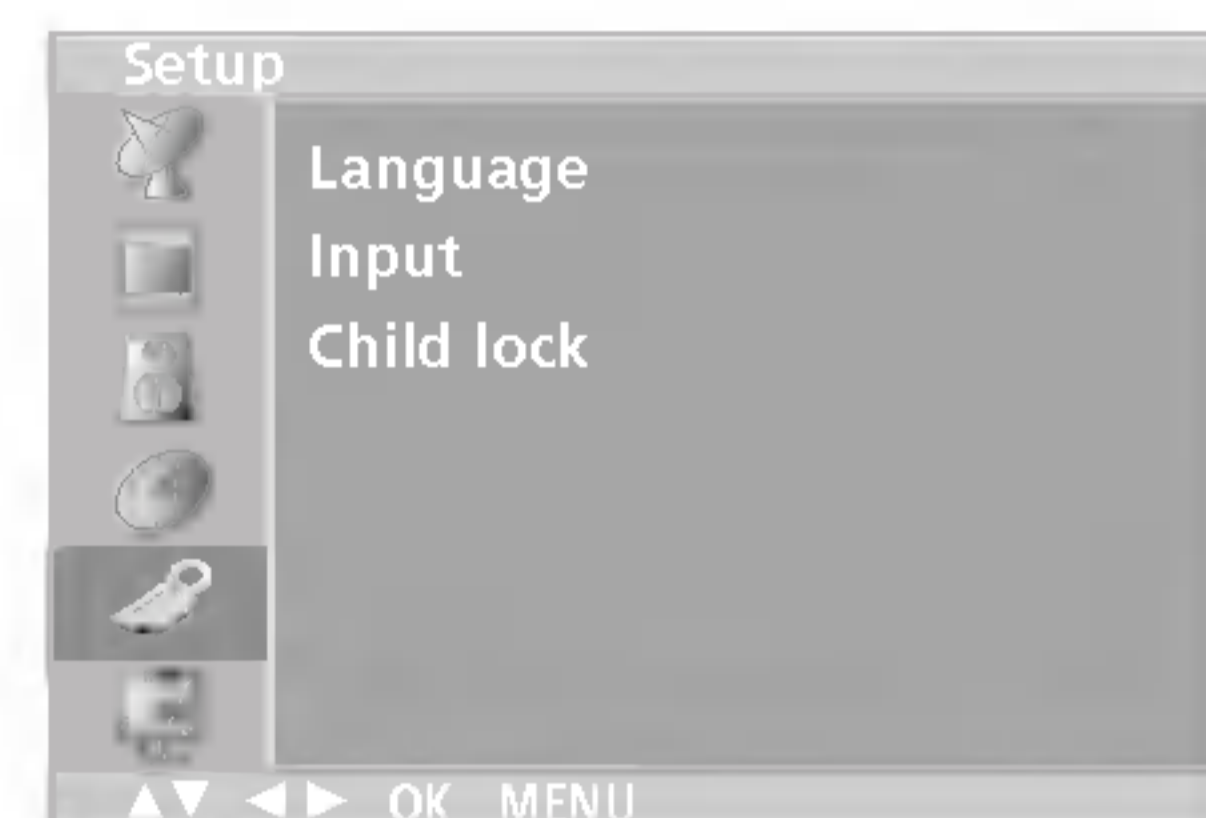 Setup
Language
Input
Child lock
▲▼ ◀ ▶ OK MENU